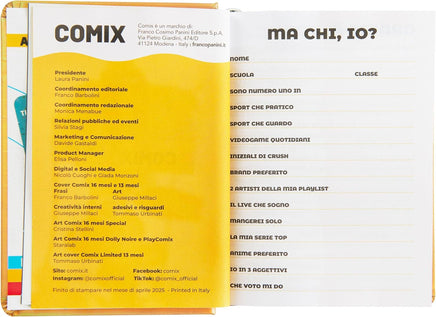 COMIX
Comix è un marchio di:
Franco Cosimo Panini Editore S.p.A.
Via Pietro Giardini, 474/D
41124 Modena - Italy | francopanini.it
Presidente
Laura Panini
Coordinamento editoriale
Franco Barbolini
Coordinamento redazionale
Monica Menabue
Relazioni pubbliche ed eventi
Silvia Stagi
Marketing e Comunicazione
Davide Gastaldi
Product Manager
Elisa Pelloni
Digital e Social Media
Nicolo Cuoghi e Giada Monzoni
Cover Comix 16 mesi e 13 mesi
Frasi Art
Franco Barbolini Giuseppe Millaci
Creatività interni adesivi e risguardi
Giuseppe Millaci Tommaso Urbinati
Art Comix 16 mesi Special
Cristina Stellini
Art Comix 16 mesi Dolly Noire e PlayComix
Staralab
Art cover Comix Limited 13 mesi
Tommaso Urbinati
Sito: comix.it Facebook: comix
Instagram: @comixofficial TikTok: @comix_official
Finito di stampare nel mese di aprile 2025 - Printed in Italy
MA CHI, IO?
NOME
SCUOLA CLASSE
SONO NUMERO UNO IN
SPORT CHE PRATICO
SPORT CHE GUARDO
VIDEOGAME QUOTIDIANI
INIZIALI DI CRUSH
BRAND PREFERITO
2 ARTISTI DELLA MIA PLAYLIST
IL LIVE CHE SOGNO
MANGEREI SOLO
LA MIA SERIE TOP
ANIME PREFERITO
IO IN 3 AGGETTIVI
CHE VOTO MI DO